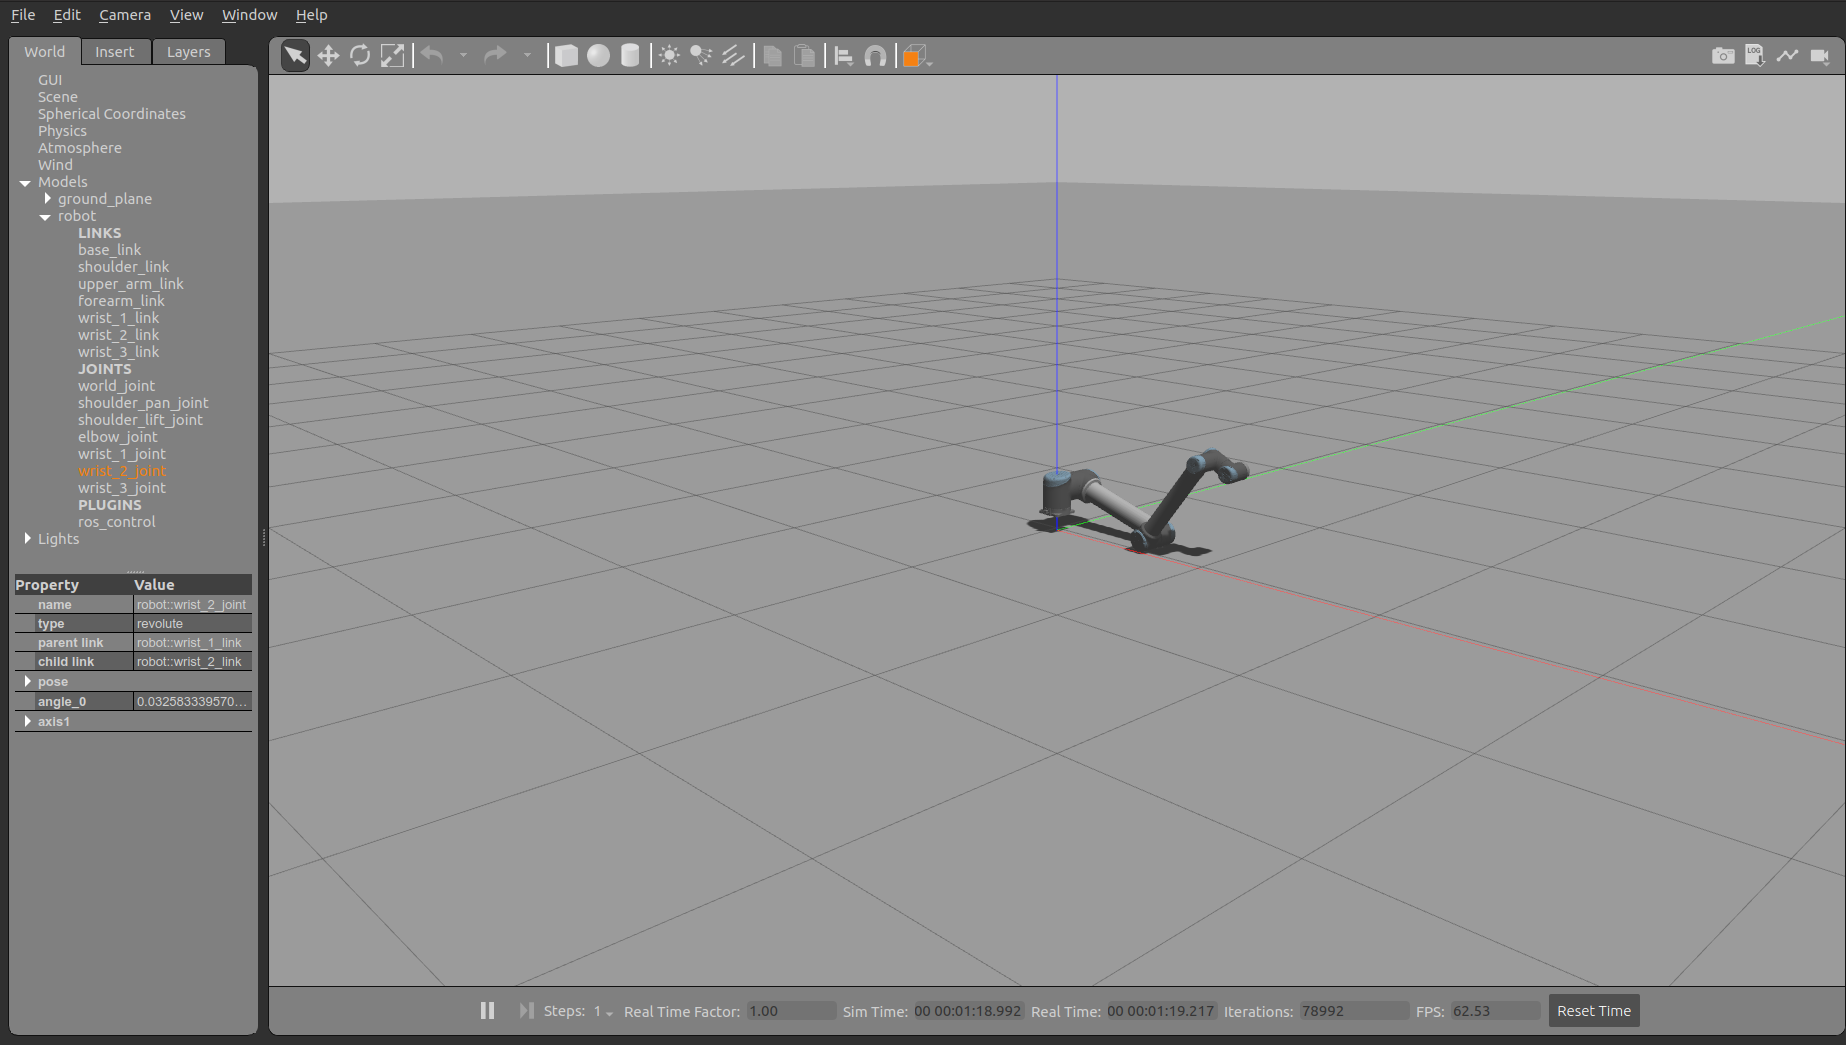 File Edit Camera View Window Help
World Insert Layers
LOG
GUI
Scene
Spherical Coordinates
Physics
Atmosphere
Wind
Models
ground_plane
robot
LINKS
base_link
shoulder_link
upper_arm_link
forearm_link
wrist_1_link
wrist_2_link
wrist_3_link
JOINTS
world_joint
shoulder_pan_joint
shoulder_lift_joint
elbow_joint
wrist_1_joint
wrist_2_joint
wrist_3_joint
PLUGINS
ros_control
Lights
Property Value
name robot::wrist_2_joint
type revolute
parent link robot::wrist_1_link
child link robot::wrist_2_link
pose
angle_0 0.032583339570...
axis1
Steps: 1 Real Time Factor: 1.00 Sim Time: 00 00:01:18.992 Real Time: 00 00:01:19.217 Iterations: 78992 FPS: 62.53 Reset Time